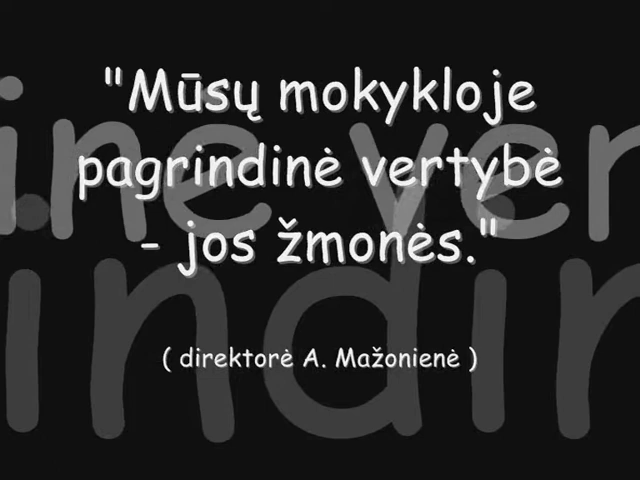 "Mūsų mokykloje
pagrindinė vertybė
- jos žmonės."
( direktorė A. Mažonienė )